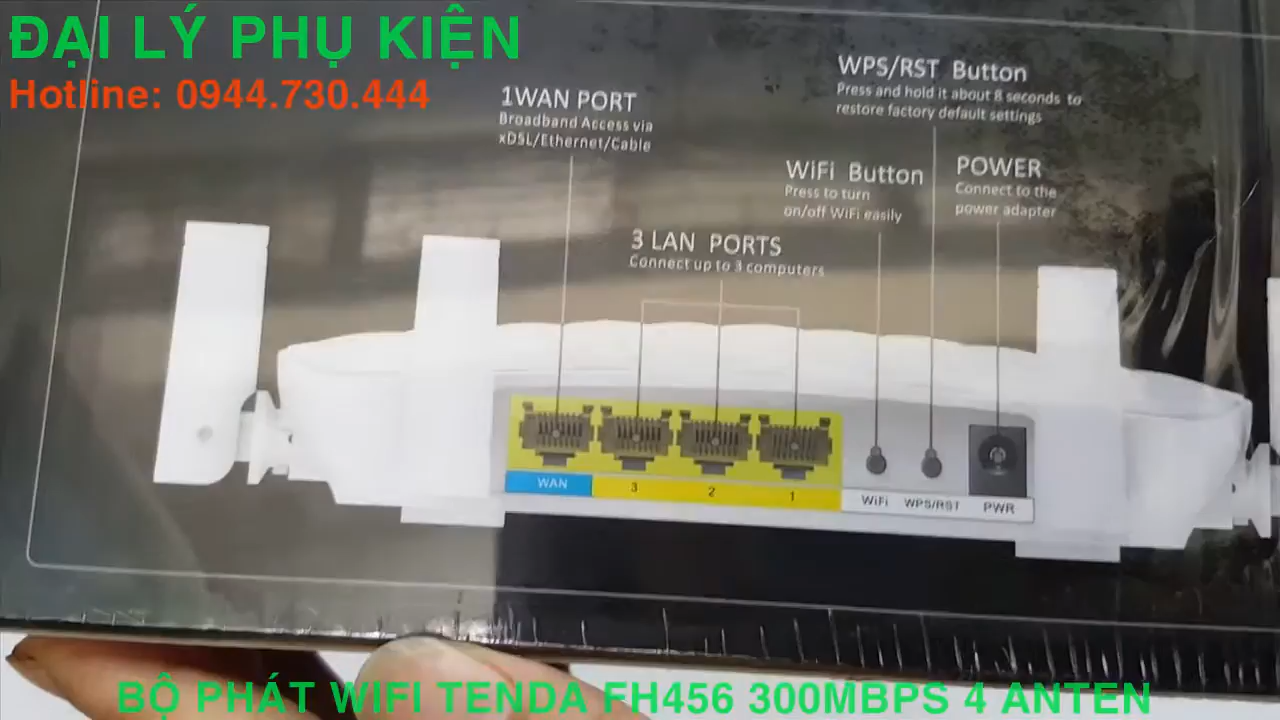 ĐẠI LÝ PHỤ KIỆN
Hotline: 0944.730.444
WPS/RST Button
Press and hold it about 8 seconds to
restore factory default settings
1WAN PORT
Broadband Access via
xDSL/Ethernet/Cable
WiFi Button
Press to turn
on/off WiFi easily
POWER
Connect to the
power adapter
3 LAN PORTS
Connect up to 3 computers
WAN 3 2 1 WiFi WPS/RST PWR
BỘ PHÁT WIFI TENDA FH456 300MBPS 4 ANTEN